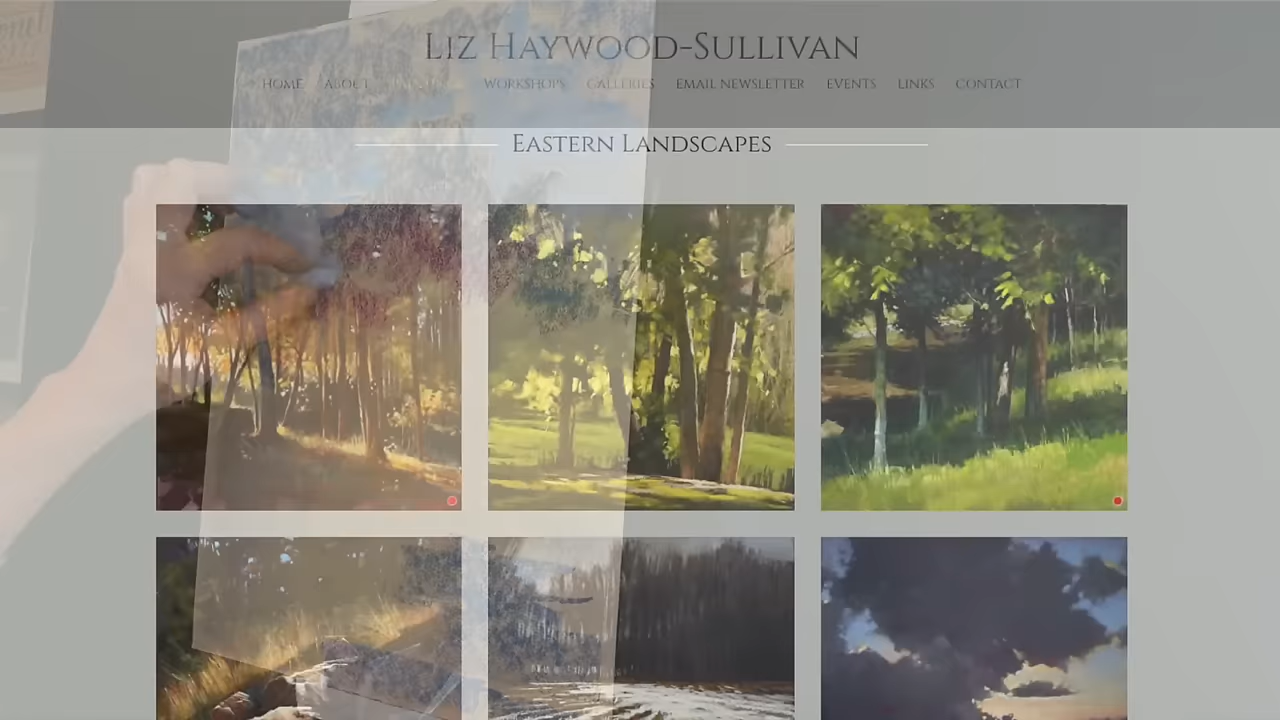 LIZ HAYWOOD-SULLIVAN
HOME ABOUT WORKSHOPS GALLERIES EMAIL NEWSLETTER EVENTS LINKS CONTACT
EASTERN LANDSCAPES